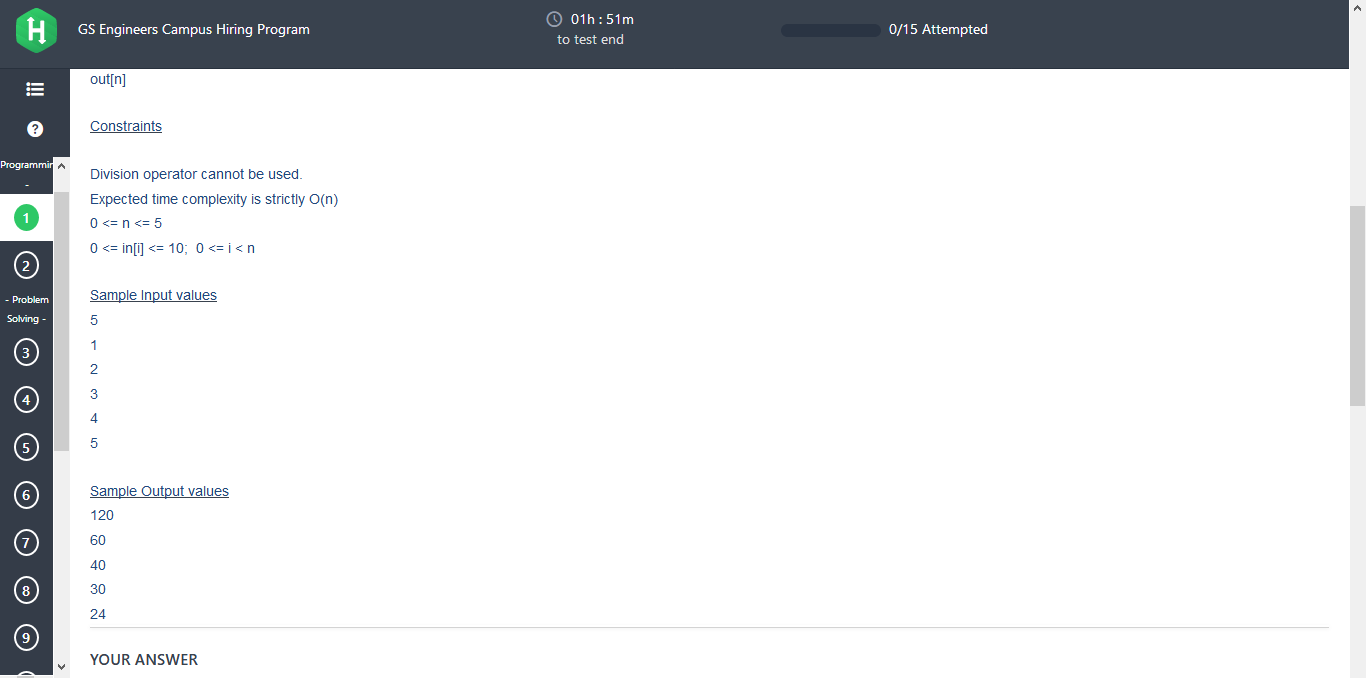 GS Engineers Campus Hiring Program
01h : 51m
to test end
0/15 Attempted
Programmin
-
1
2
- Problem
Solving -
3
4
5
6
7
8
9
out[n]
Constraints
Division operator cannot be used.
Expected time complexity is strictly O(n)
0 <= n <= 5
0 <= in[i] <= 10;  0 <= i < n
Sample Input values
5
1
2
3
4
5
Sample Output values
120
60
40
30
24
YOUR ANSWER